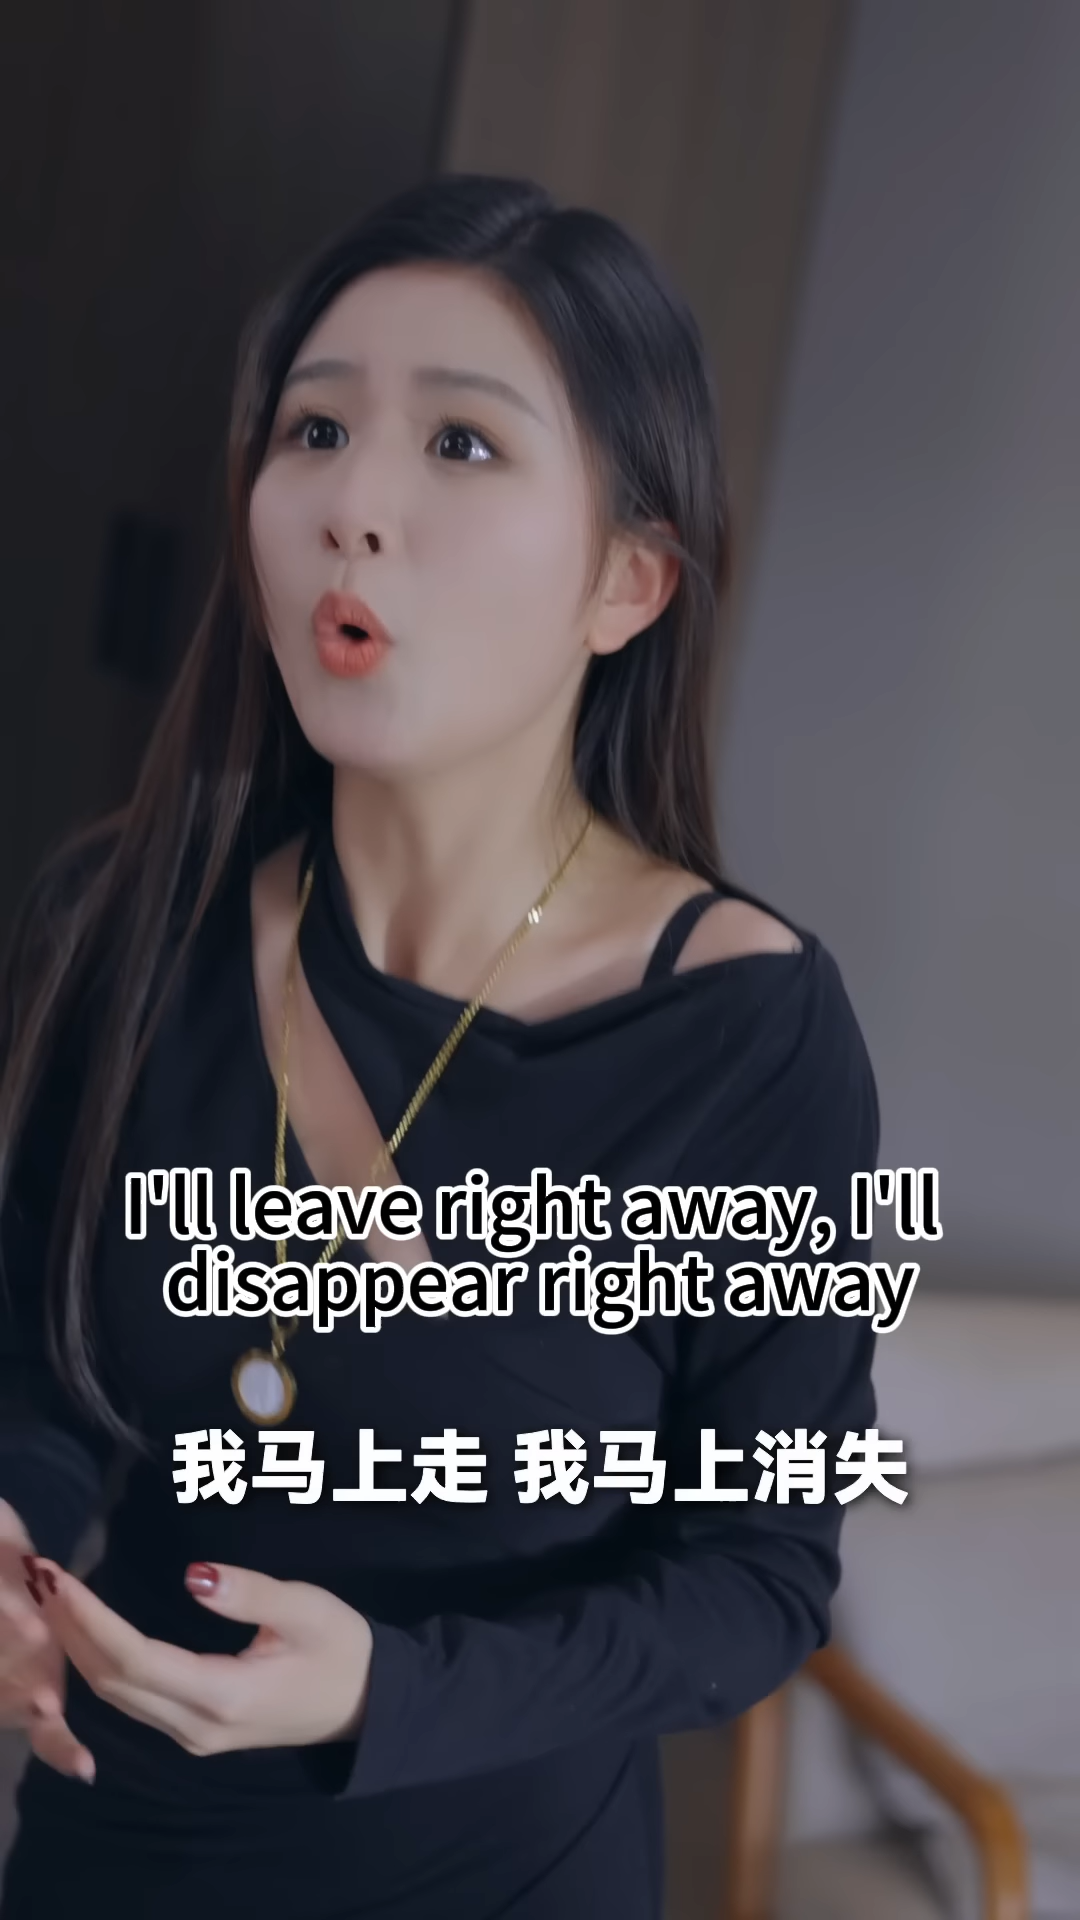 I'll leave right away, I'll
disappear right away
我马上走 我马上消失